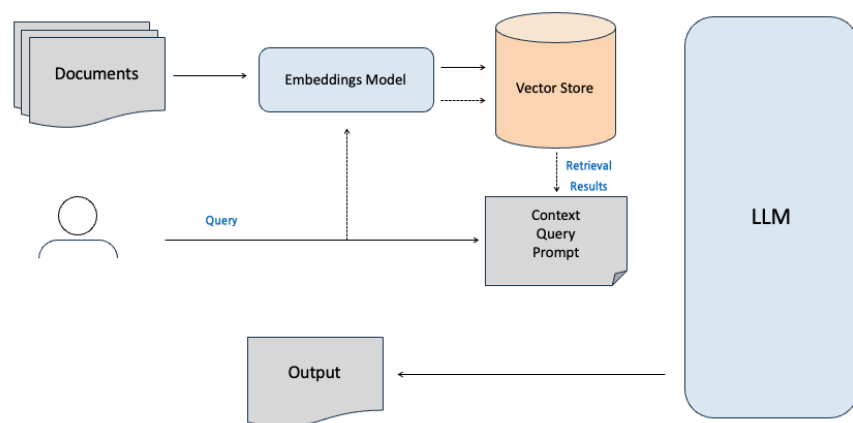 Documents
Embeddings Model
Vector Store
Retrieval
Results
Query
Context
Query
Prompt
LLM
Output